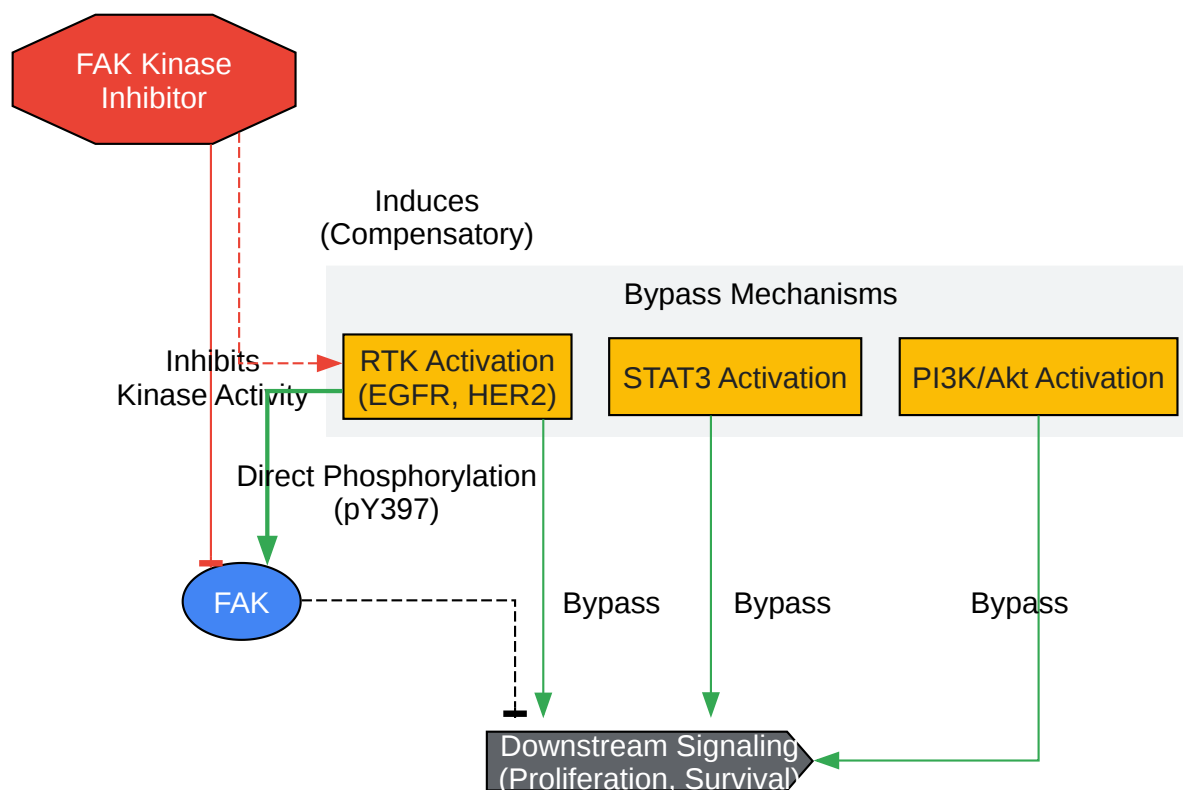 FAK Kinase
Inhibitor
Induces
(Compensatory)
Bypass Mechanisms
Inhibits
Kinase Activity
RTK Activation
(EGFR, HER2)
STAT3 Activation
PI3K/Akt Activation
Direct Phosphorylation
(pY397)
FAK
Bypass
Bypass
Bypass
Downstream Signaling
(Proliferation, Survival)